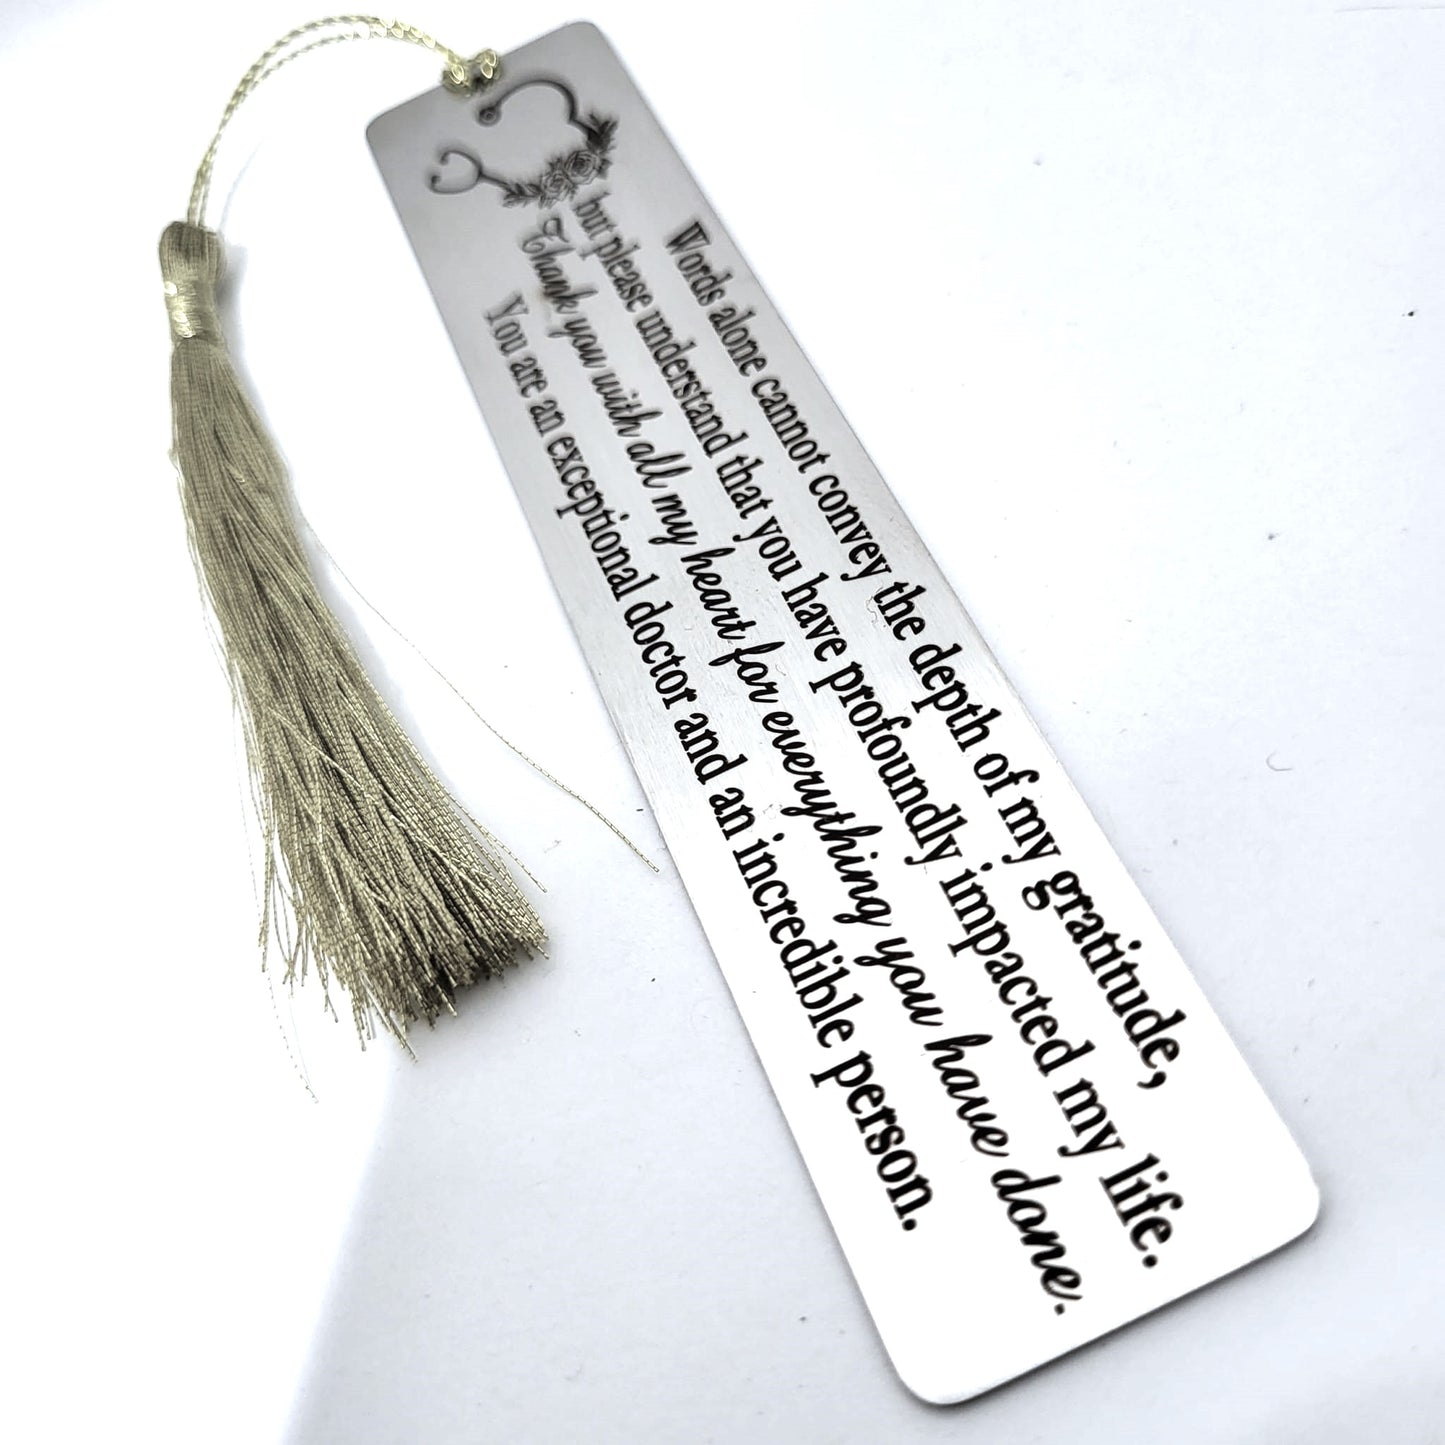 Words alone cannot convey the depth of my gratitude,
but please understand that you have profoundly impacted my life.
Thank you with all my heart for everything you have done.
You are an exceptional doctor and an incredible person.